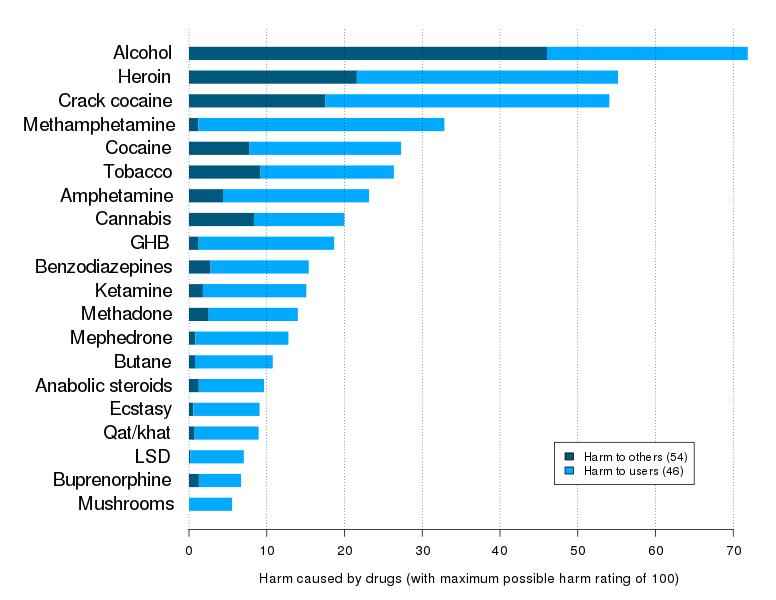 Alcohol
Heroin
Crack cocaine
Methamphetamine
Cocaine
Tobacco
Amphetamine
Cannabis
GHB
Benzodiazepines
Ketamine
Methadone
Mephedrone
Butane
Anabolic steroids
Ecstasy
Qat/khat
LSD
Buprenorphine
Mushrooms
Harm to others (54)
Harm to users (46)
0 10 20 30 40 50 60 70
Harm caused by drugs (with maximum possible harm rating of 100)